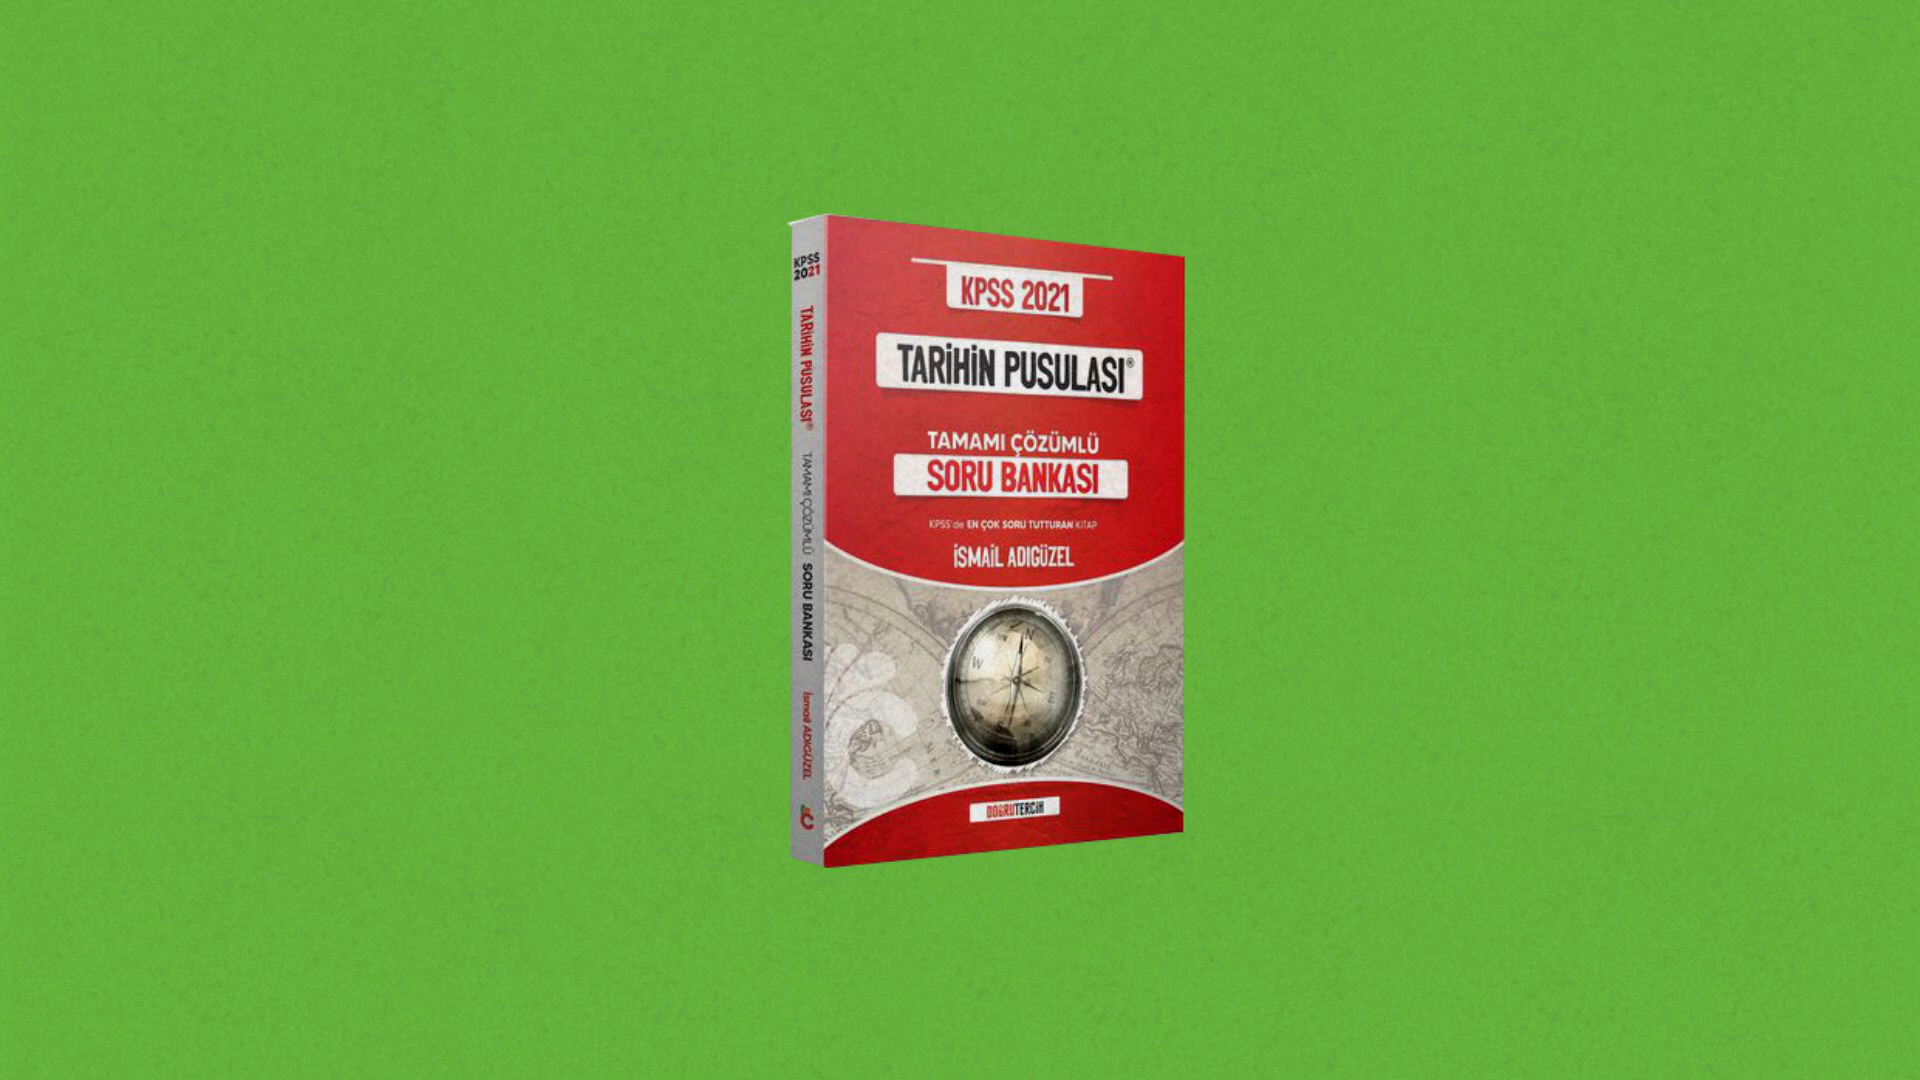 KPSS
2021
TARİHİN PUSULASI®
TAMAMI ÇÖZÜMLÜ SORU BANKASI
İsmail ADIGÜZEL
KPSS 2021
TARİHİN PUSULASI®
TAMAMI ÇÖZÜMLÜ
SORU BANKASI
KPSS'de EN ÇOK SORU TUTTURAN KİTAP
İSMAİL ADIGÜZEL
N
W
DOĞRUTERCİH